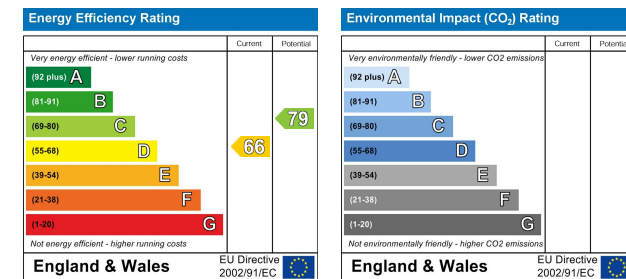 Energy Efficiency Rating
Current Potential
Very energy efficient - lower running costs
(92 plus) A
(81-91) B
(69-80) C
79
(55-68) D
66
(39-54) E
(21-38) F
(1-20) G
Not energy efficient - higher running costs
England & Wales
EU Directive
2002/91/EC
Environmental Impact (CO2) Rating
Current Potential
Very environmentally friendly - lower CO2 emissions
(92 plus) A
(81-91) B
(69-80) C
(55-68) D
(39-54) E
(21-38) F
(1-20) G
Not environmentally friendly - higher CO2 emissions
England & Wales
EU Directive
2002/91/EC